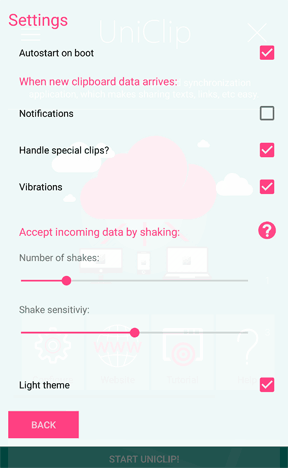 Settings
UniClip
Autostart on boot
When new clipboard data arrives:
Notifications
Handle special clips?
Vibrations
Accept incoming data by shaking:
?
Number of shakes:
Shake sensitiviy:
Light theme
BACK
START UNICLIP!